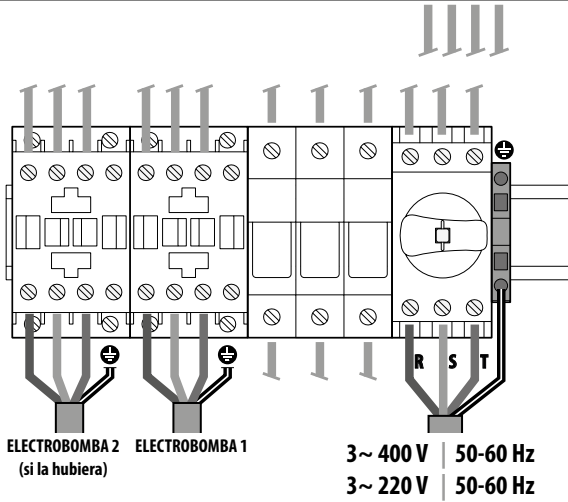 R S T
ELECTROBOMBA 2 ELECTROBOMBA 1
(si la hubiera)
3~ 400 V | 50-60 Hz
3~ 220 V | 50-60 Hz